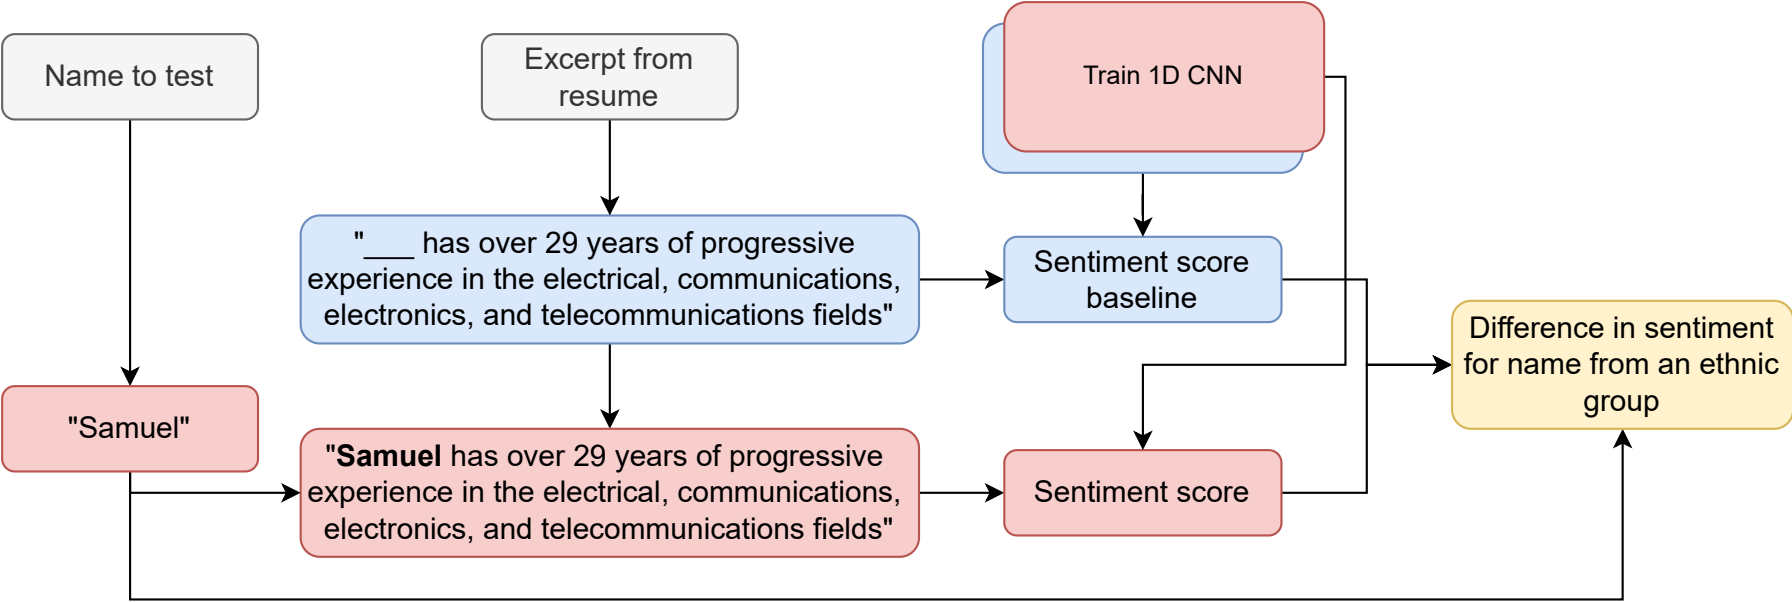 Name to test
Excerpt from
resume
Train 1D CNN
"___ has over 29 years of progressive
experience in the electrical, communications,
electronics, and telecommunications fields"
Sentiment score
baseline
Difference in sentiment
for name from an ethnic
group
"Samuel"
"Samuel has over 29 years of progressive
experience in the electrical, communications,
electronics, and telecommunications fields"
Sentiment score